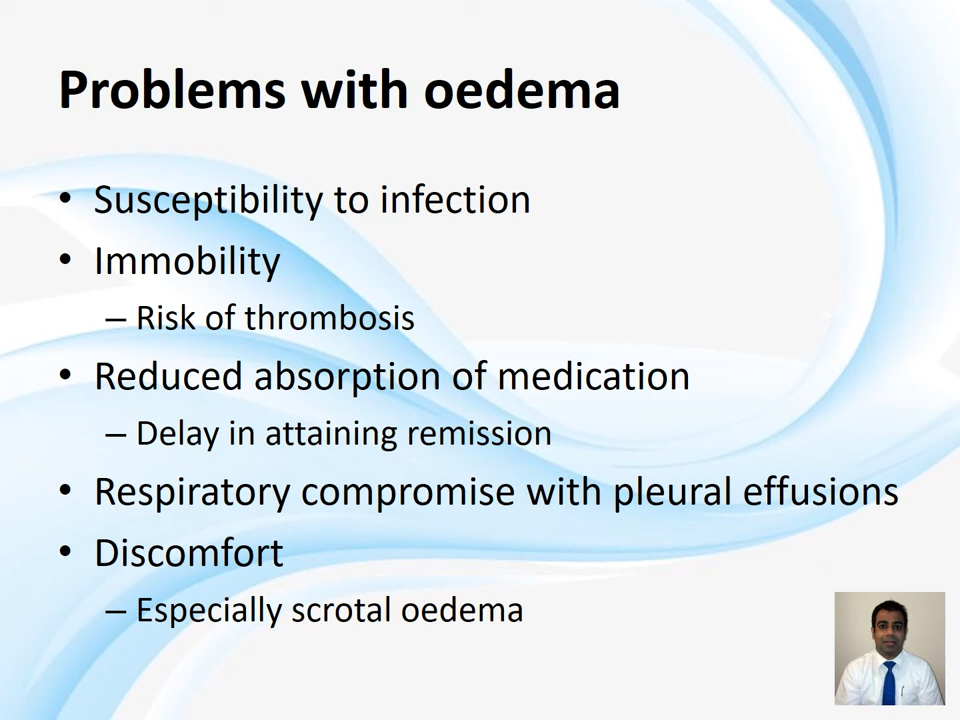 Problems with oedema
• Susceptibility to infection
• Immobility
– Risk of thrombosis
• Reduced absorption of medication
– Delay in attaining remission
• Respiratory compromise with pleural effusions
• Discomfort
– Especially scrotal oedema